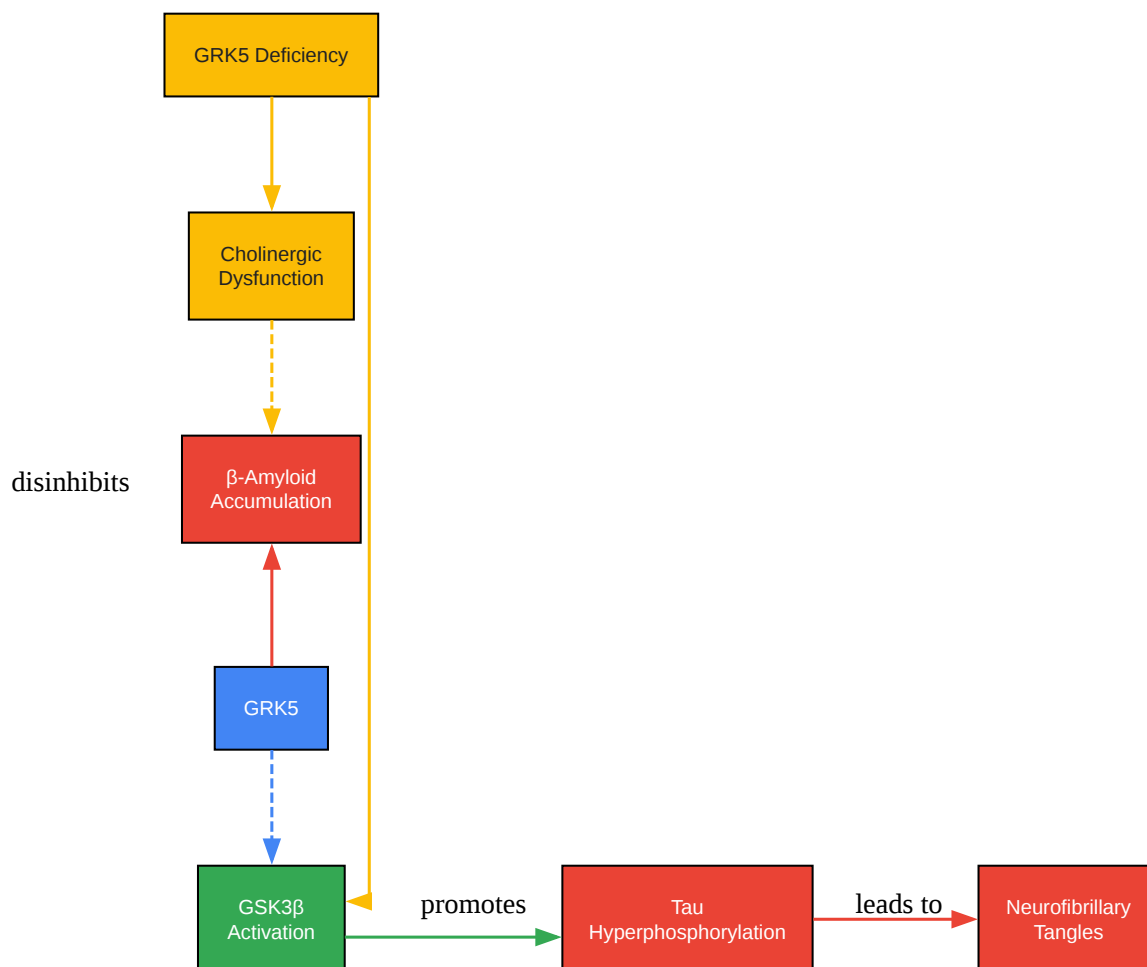 GRK5 Deficiency
Cholinergic
Dysfunction
disinhibits
β-Amyloid
Accumulation
GRK5
GSK3β
Activation
promotes
Tau
Hyperphosphorylation
leads to
Neurofibrillary
Tangles